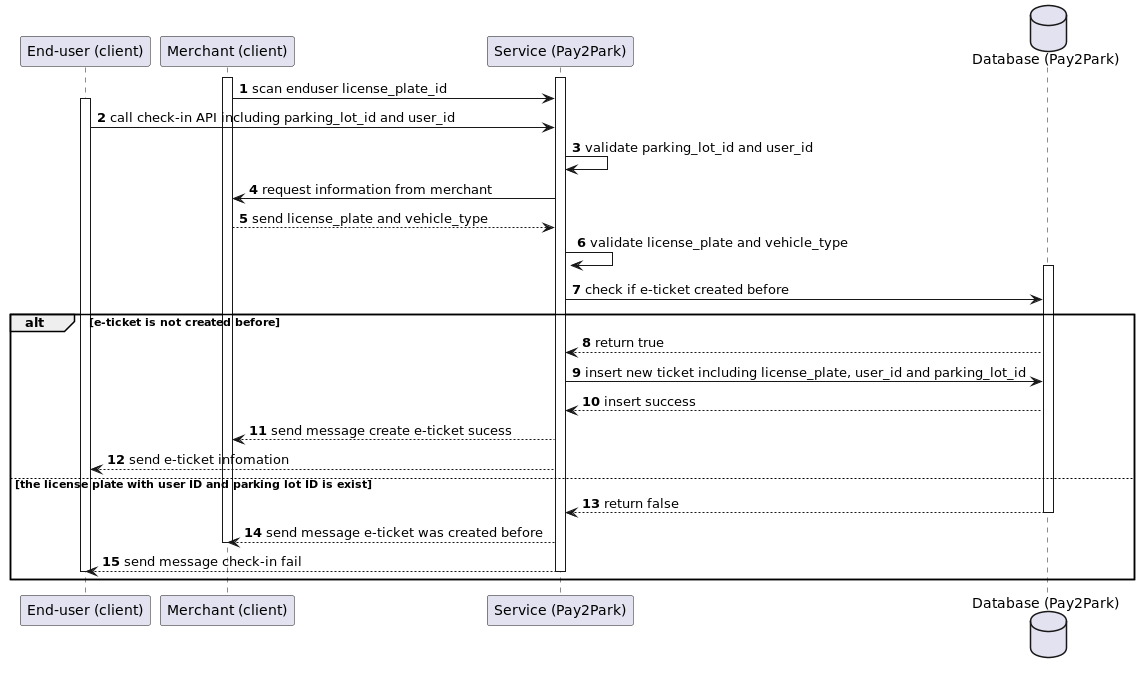 Database (Pay2Park)
End-user (client)
Merchant (client)
Service (Pay2Park)
1 scan enduser license_plate_id
2 call check-in API including parking_lot_id and user_id
3 validate parking_lot_id and user_id
4 request information from merchant
5 send license_plate and vehicle_type
6 validate license_plate and vehicle_type
7 check if e-ticket created before
alt
[e-ticket is not created before]
8 return true
9 insert new ticket including license_plate, user_id and parking_lot_id
10 insert success
11 send message create e-ticket sucess
12 send e-ticket infomation
[the license plate with user ID and parking lot ID is exist]
13 return false
14 send message e-ticket was created before
15 send message check-in fail
End-user (client)
Merchant (client)
Service (Pay2Park)
Database (Pay2Park)